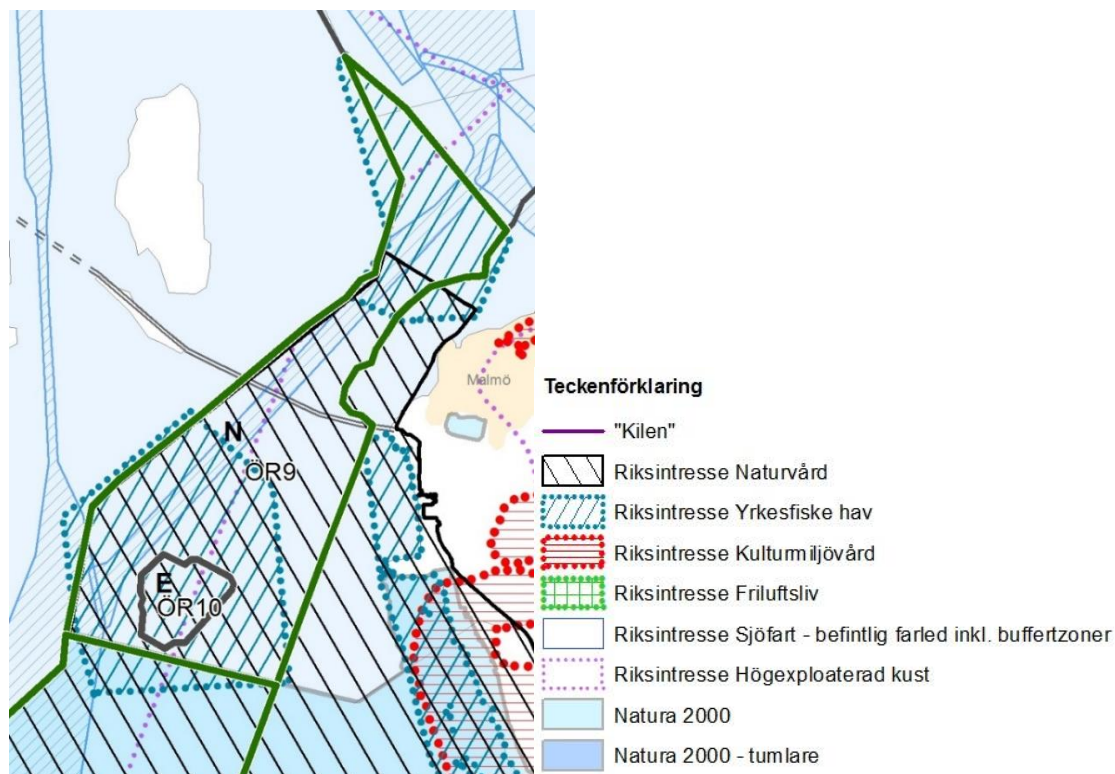 Malmö
N
ÖR9
E
ÖR10
Teckenförklaring
"Kilen"
Riksintresse Naturvård
Riksintresse Yrkesfiske hav
Riksintresse Kulturmiljövård
Riksintresse Friluftsliv
Riksintresse Sjöfart - befintlig farled inkl. buffertzoner
Riksintresse Högexploaterad kust
Natura 2000
Natura 2000 - tumlare